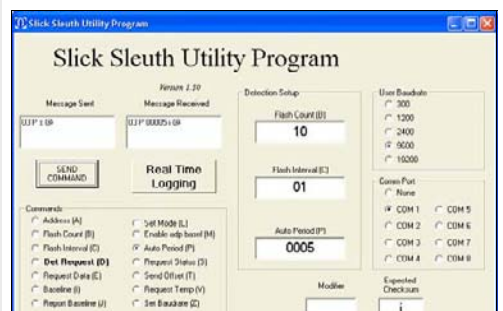 Slick Sleuth Utility Program
Slick Sleuth Utility Program
Version 1.30
Message Sent
Message Received
SEND COMMAND
Real Time Logging
Detection Setup
Flash Count (B)
10
Flash Interval (C)
01
Auto Period (P)
0005
User Baudrate
300
1200
2400
9600
19200
Comm Port
None
COM 1
COM 5
COM 2
COM 6
COM 3
COM 7
COM 4
COM 8
Commands
Address (A)
Set Mode (L)
Flash Count (B)
Flash Interval (C)
Auto Period (P)
Det Request (D)
Request Status (S)
Request Data (E)
Send Offset (T)
Baseline (I)
Request Temp (V)
Report Baseline (J)
Set Baudrate (Z)
Modifier
Expected Checksum
i